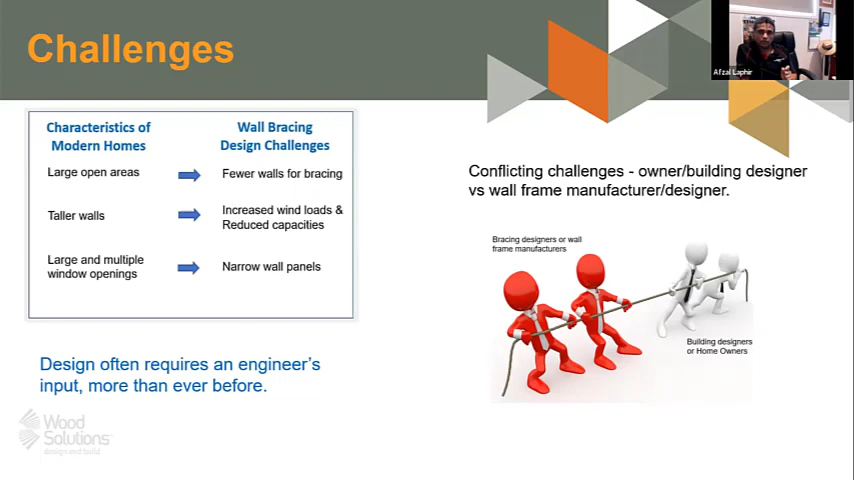 Challenges
Afzal Laphir
Characteristics of
Modern Homes
Wall Bracing
Design Challenges
Large open areas
Fewer walls for bracing
Taller walls
Increased wind loads &
Reduced capacities
Large and multiple
window openings
Narrow wall panels
Design often requires an engineer's
input, more than ever before.
Conflicting challenges - owner/building designer
vs wall frame manufacturer/designer.
Bracing designers or wall
frame manufacturers
Building designers
or Home Owners
Wood
Solutions
design and build